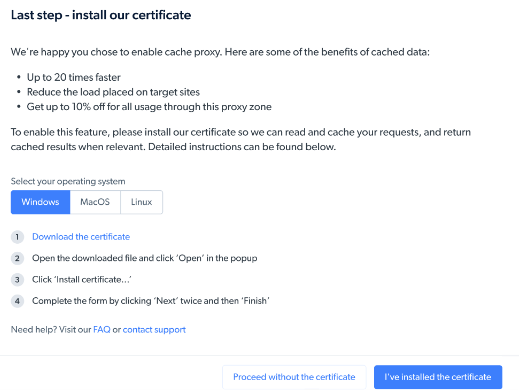 Last step - install our certificate
We're happy you chose to enable cache proxy. Here are some of the benefits of cached data:
• Up to 20 times faster
• Reduce the load placed on target sites
• Get up to 10% off for all usage through this proxy zone
To enable this feature, please install our certificate so we can read and cache your requests, and return
cached results when relevant. Detailed instructions can be found below.
Select your operating system
Windows MacOS Linux
1 Download the certificate
2 Open the downloaded file and click 'Open' in the popup
3 Click 'Install certificate...'
4 Complete the form by clicking 'Next' twice and then 'Finish'
Need help? Visit our FAQ or contact support
Proceed without the certificate I've installed the certificate